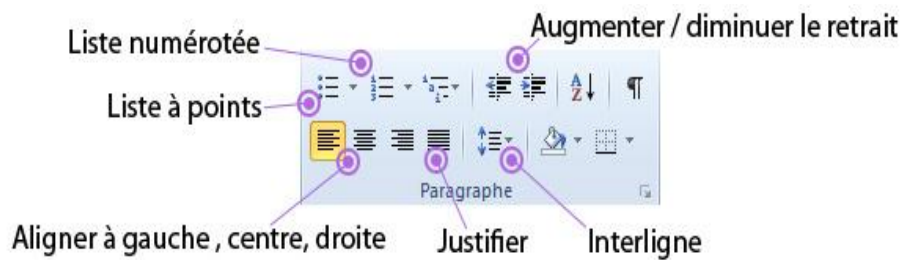 Augmenter / diminuer le retrait
Liste numérotée
Liste à points
Paragraphe
Aligner à gauche , centre, droite
Justifier
Interligne